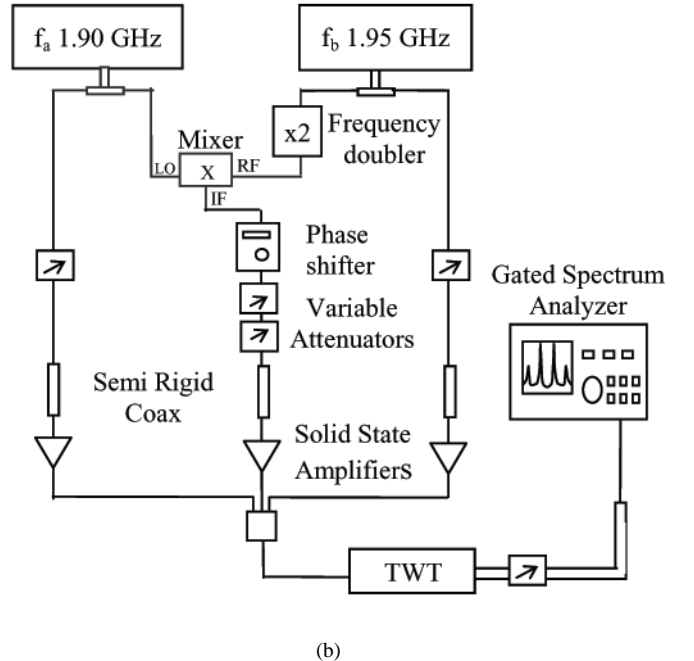 fa 1.90 GHz
fb 1.95 GHz
x2
Frequency
doubler
Mixer
LO
X
RF
IF
Phase
shifter
Variable
Attenuators
Gated Spectrum
Analyzer
Semi Rigid
Coax
Solid State
Amplifiers
TWT
(b)